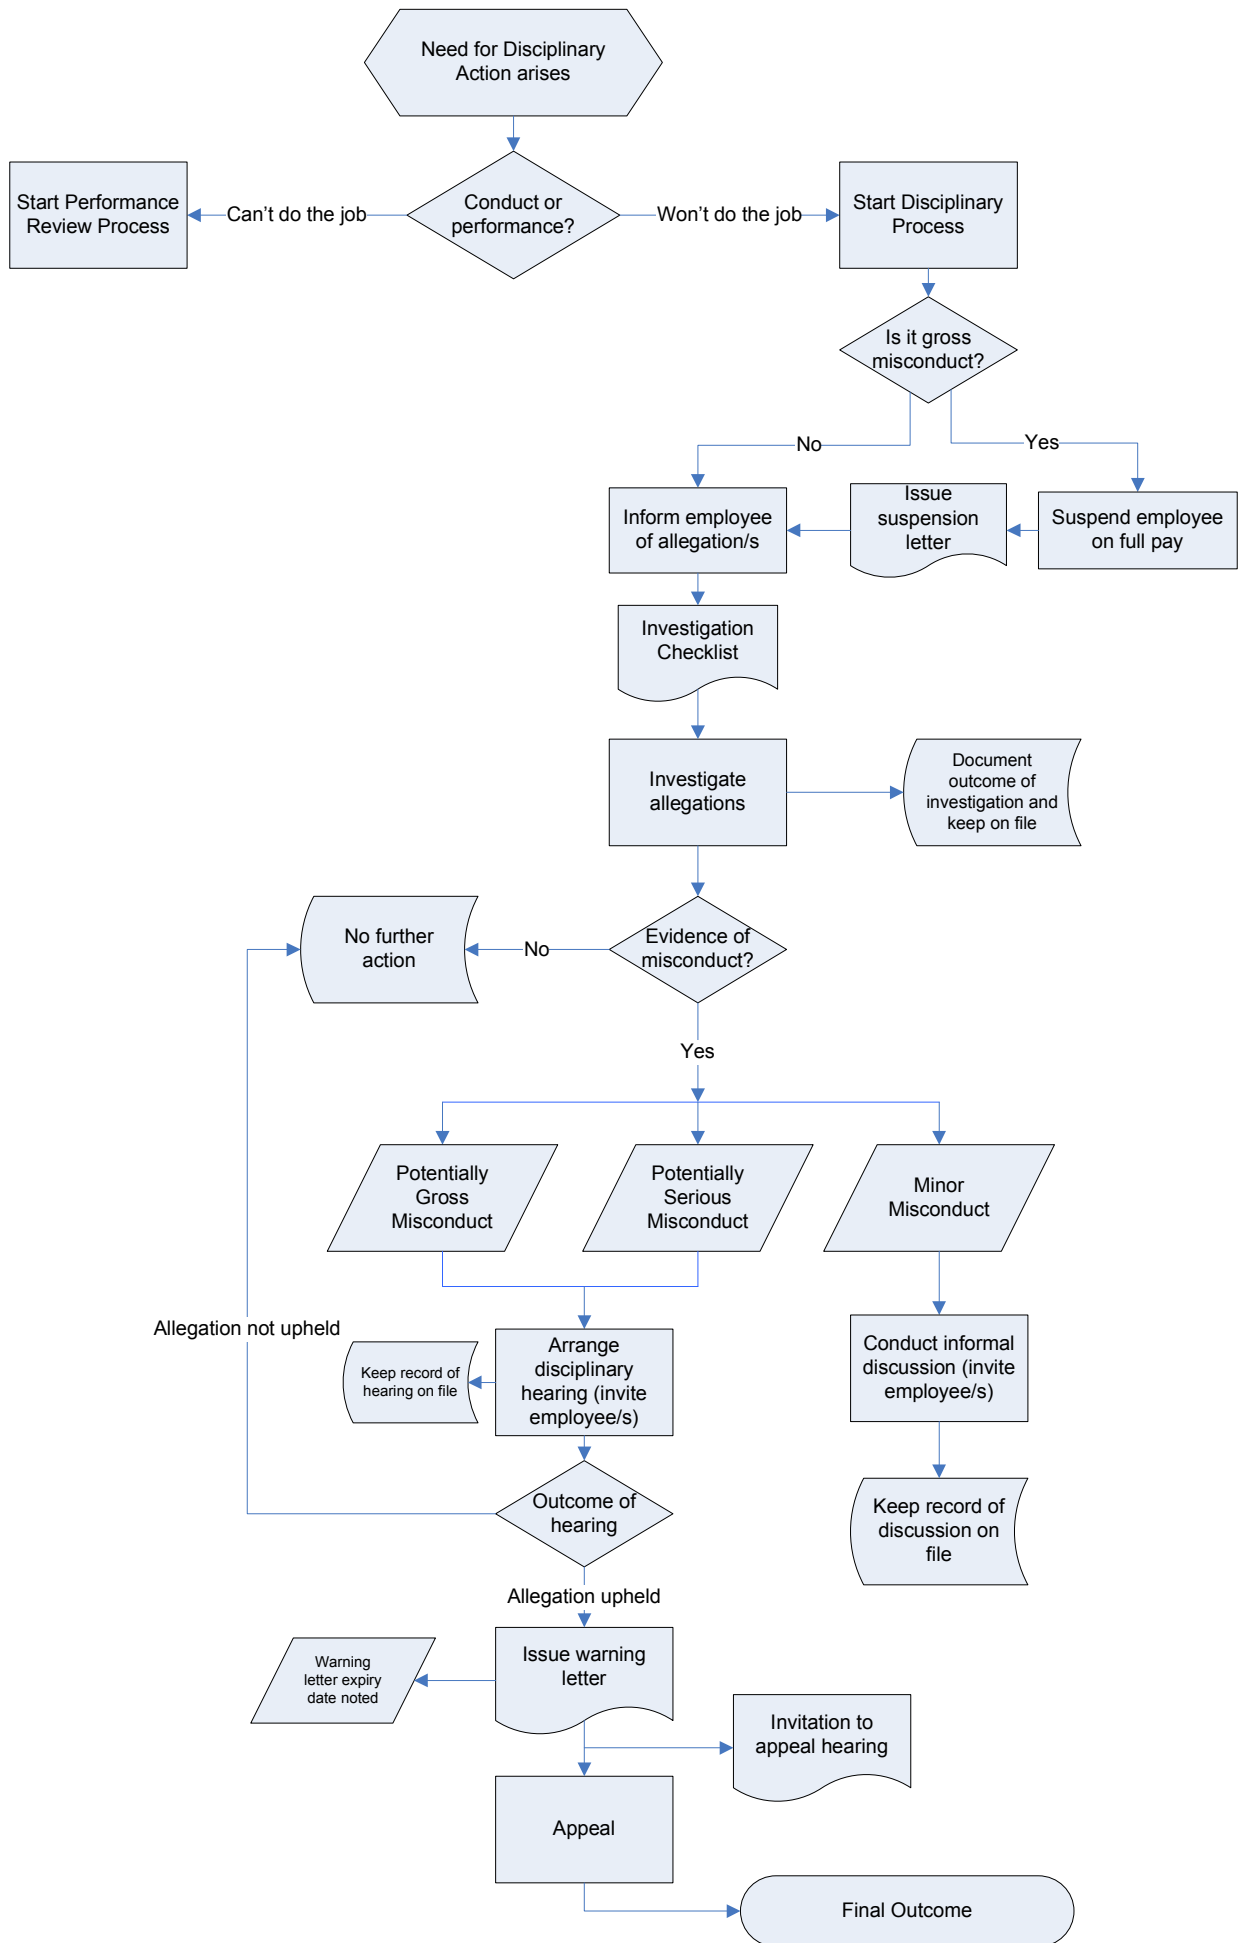 Need for Disciplinary
Action arises
Start Performance
Review Process
Can't do the job
Conduct or
performance?
Won't do the job
Start Disciplinary
Process
Is it gross
misconduct?
No
Yes
Inform employee
of allegation/s
Issue
suspension
letter
Suspend employee
on full pay
Investigation
Checklist
Investigate
allegations
Document
outcome of
investigation and
keep on file
No further
action
No
Evidence of
misconduct?
Yes
Potentially
Gross
Misconduct
Potentially
Serious
Misconduct
Minor
Misconduct
Allegation not upheld
Keep record of
hearing on file
Arrange
disciplinary
hearing (invite
employee/s)
Conduct informal
discussion (invite
employee/s)
Outcome of
hearing
Keep record of
discussion on
file
Allegation upheld
Warning
letter expiry
date noted
Issue warning
letter
Invitation to
appeal hearing
Appeal
Final Outcome